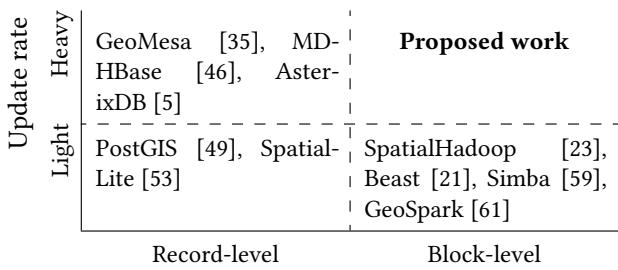 Update rate
Heavy
GeoMesa [35], MD-
HBase [46], Aster-
ixDB [5]
Proposed work
Light
PostGIS [49], Spatial-
Lite [53]
SpatialHadoop [23],
Beast [21], Simba [59],
GeoSpark [61]
Record-level
Block-level